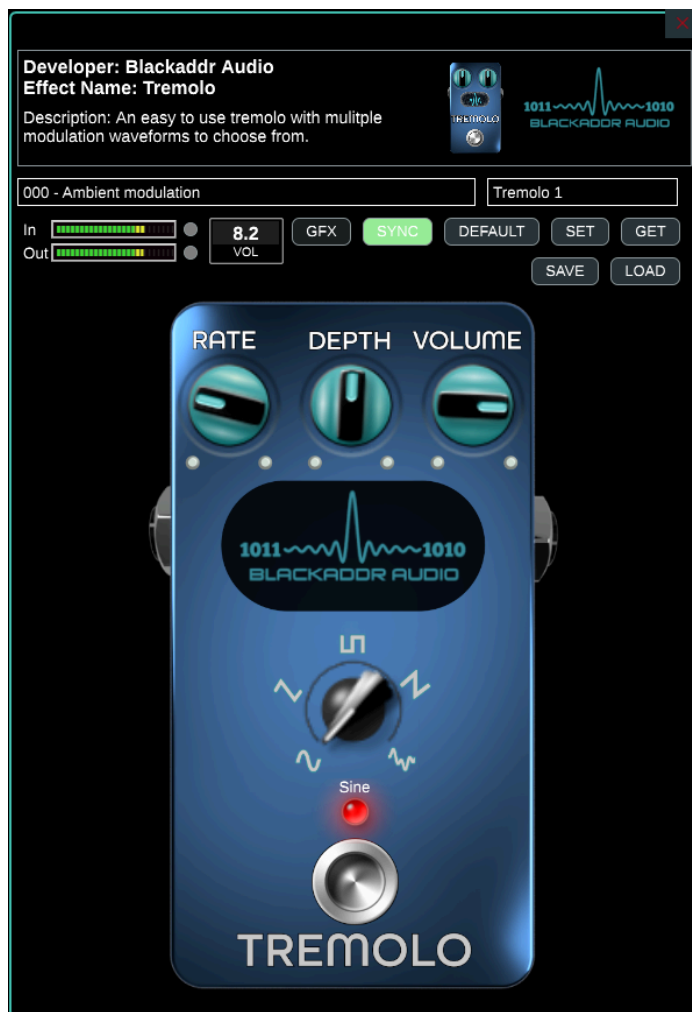 ×
Developer: Blackaddr Audio
Effect Name: Tremolo
Description: An easy to use tremolo with mulitple
modulation waveforms to choose from.
TREMOLO
1011 1010
BLACKADDR AUDIO
000 - Ambient modulation
Tremolo 1
In
Out
8.2
VOL
GFX
SYNC
DEFAULT
SET
GET
SAVE
LOAD
RATE DEPTH VOLUME
1011 1010
BLACKADDR AUDIO
Sine
TREMOLO